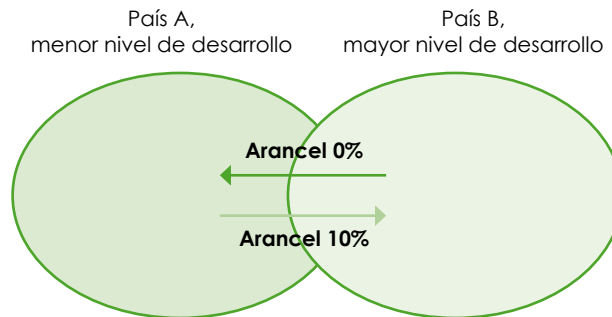 País A,
menor nivel de desarrollo
País B,
mayor nivel de desarrollo
Arancel 0%
Arancel 10%